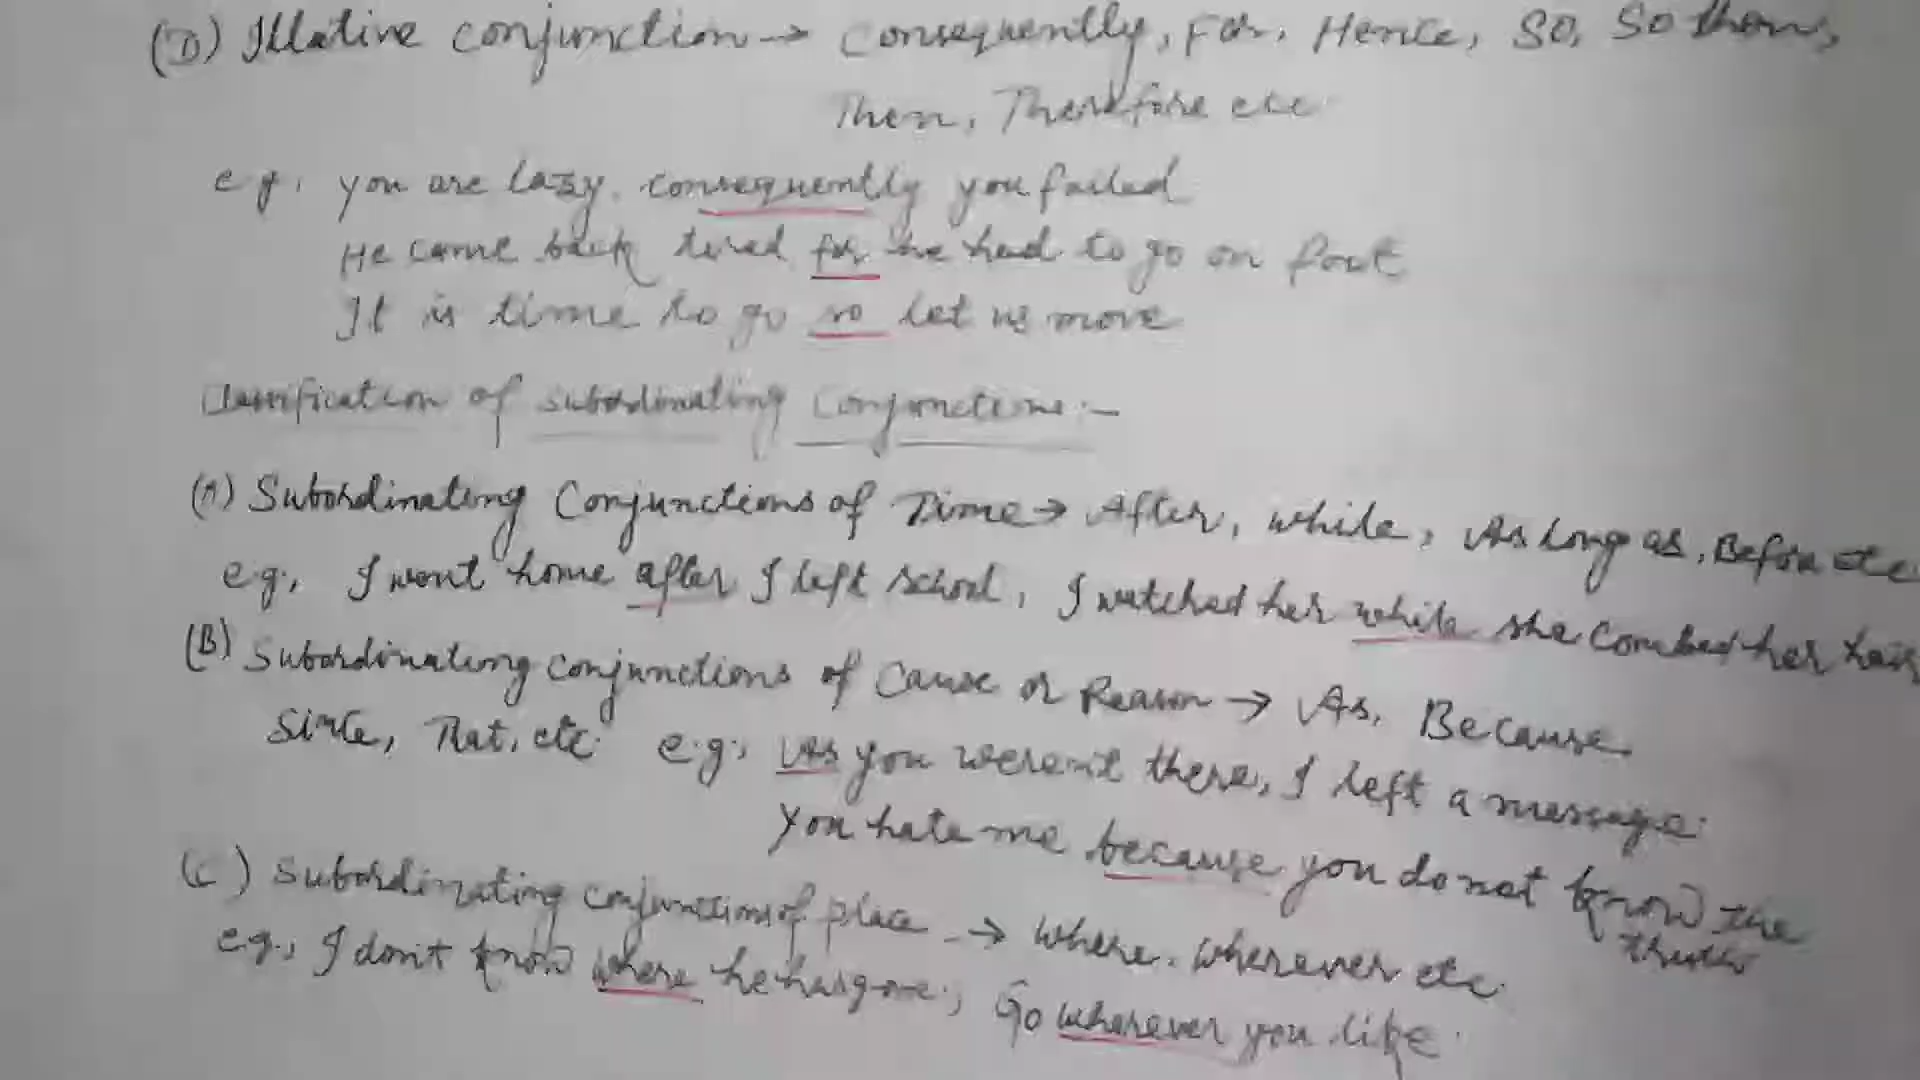 (D) Illative conjunction → Consequently, For, Hence, So, So then,
Then, Therefore etc
e.g. you are lazy. consequently you failed
He came back tired for he had to go on foot
It is time to go so let us move
Classification of subordinating Conjunctions :-
(A) Subordinating Conjunctions of Time → After, while, As long as, Before etc
e.g., I went home after I left school, I watched her while she combed her hair
(B) Subordinating conjunctions of Cause or Reason → As, Because
Since, That, etc. e.g., As you weren't there, I left a message.
You hate me because you do not know the
(C) Subordinating conjunctions of place → Where, Wherever etc.
e.g., I don't know where he has gone, Go wherever you like.